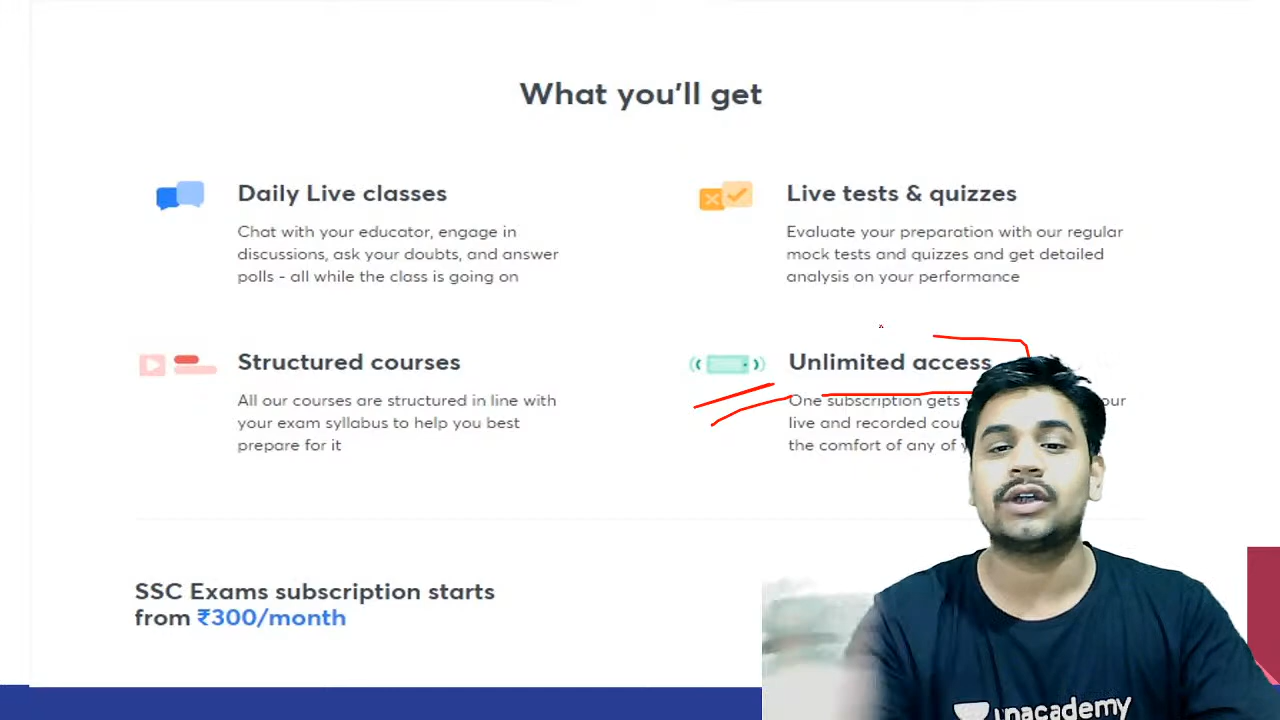 What you'll get
Daily Live classes
Chat with your educator, engage in
discussions, ask your doubts, and answer
polls - all while the class is going on
Live tests & quizzes
Evaluate your preparation with our regular
mock tests and quizzes and get detailed
analysis on your performance
Structured courses
All our courses are structured in line with
your exam syllabus to help you best
prepare for it
Unlimited access
One subscription gets
live and recorded
the comfort of any of
SSC Exams subscription starts
from ₹300/month
unacademy